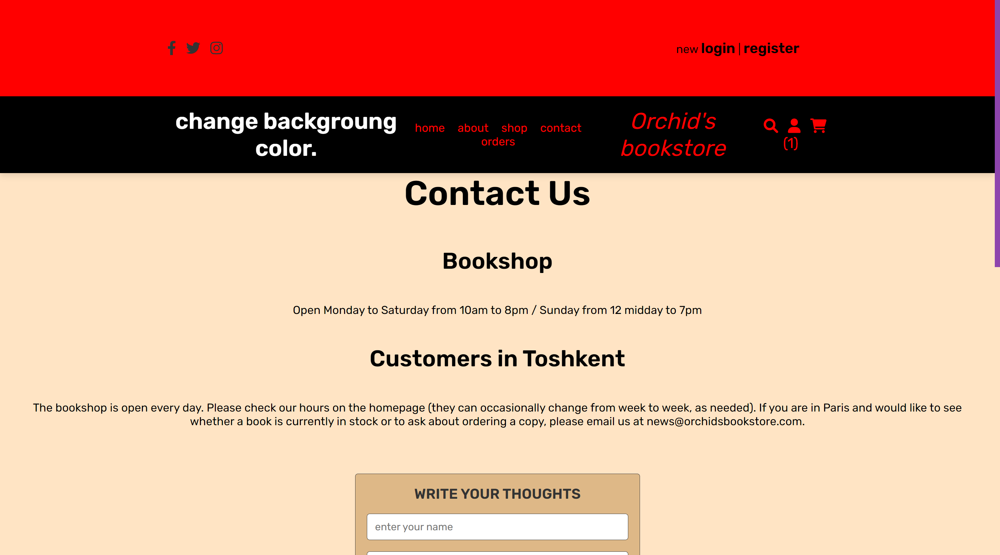 new login | register
change backgroung
color.
home about shop contact
orders
Orchid's
bookstore
(1)
Contact Us
Bookshop
Open Monday to Saturday from 10am to 8pm / Sunday from 12 midday to 7pm
Customers in Toshkent
The bookshop is open every day. Please check our hours on the homepage (they can occasionally change from week to week, as needed). If you are in Paris and would like to see
whether a book is currently in stock or to ask about ordering a copy, please email us at news@orchidsbookstore.com.
WRITE YOUR THOUGHTS
enter your name